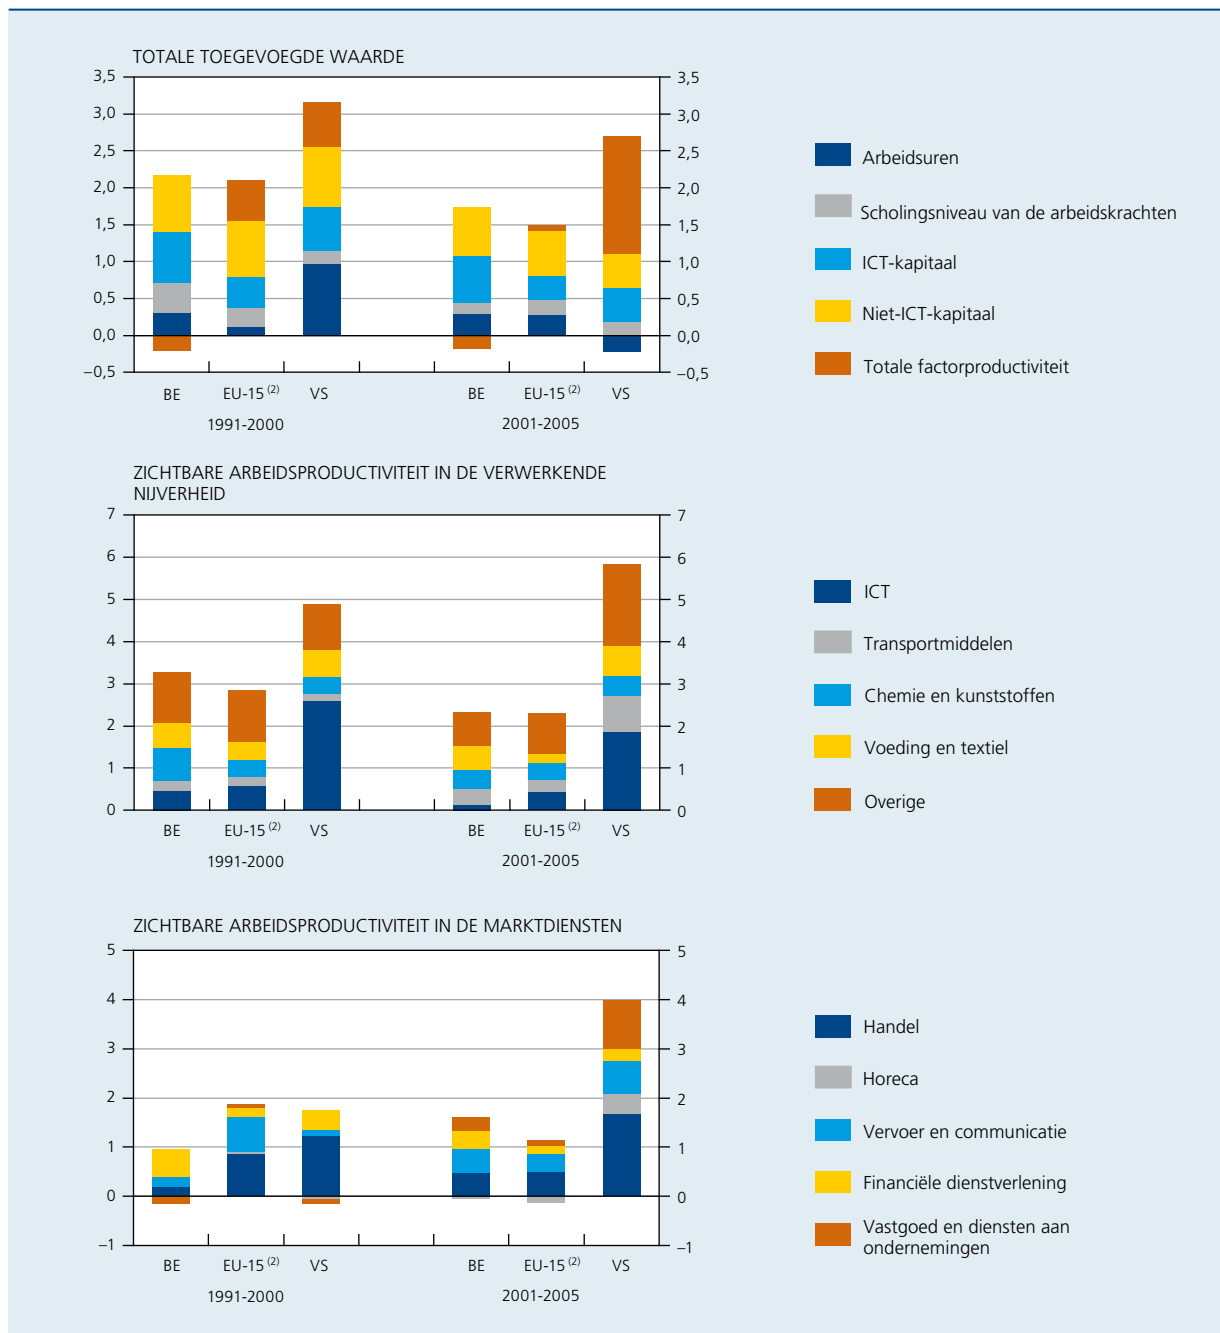 TOTALE TOEGEVOEGDE WAARDE
3,5 3,5
3,0 3,0
2,5 2,5
2,0 2,0
1,5 1,5
1,0 1,0
0,5 0,5
0,0 0,0
–0,5 –0,5
BE EU-15 (2) VS BE EU-15 (2) VS
1991-2000 2001-2005
Arbeidsuren
Scholingsniveau van de arbeidskrachten
ICT-kapitaal
Niet-ICT-kapitaal
Totale factorproductiviteit
ZICHTBARE ARBEIDSPRODUCTIVITEIT IN DE VERWERKENDE
NIJVERHEID
7 7
6 6
5 5
4 4
3 3
2 2
1 1
0 0
BE EU-15 (2) VS BE EU-15 (2) VS
1991-2000 2001-2005
ICT
Transportmiddelen
Chemie en kunststoffen
Voeding en textiel
Overige
ZICHTBARE ARBEIDSPRODUCTIVITEIT IN DE MARKTDIENSTEN
5 5
4 4
3 3
2 2
1 1
0 0
–1 –1
BE EU-15 (2) VS BE EU-15 (2) VS
1991-2000 2001-2005
Handel
Horeca
Vervoer en communicatie
Financiële dienstverlening
Vastgoed en diensten aan
ondernemingen